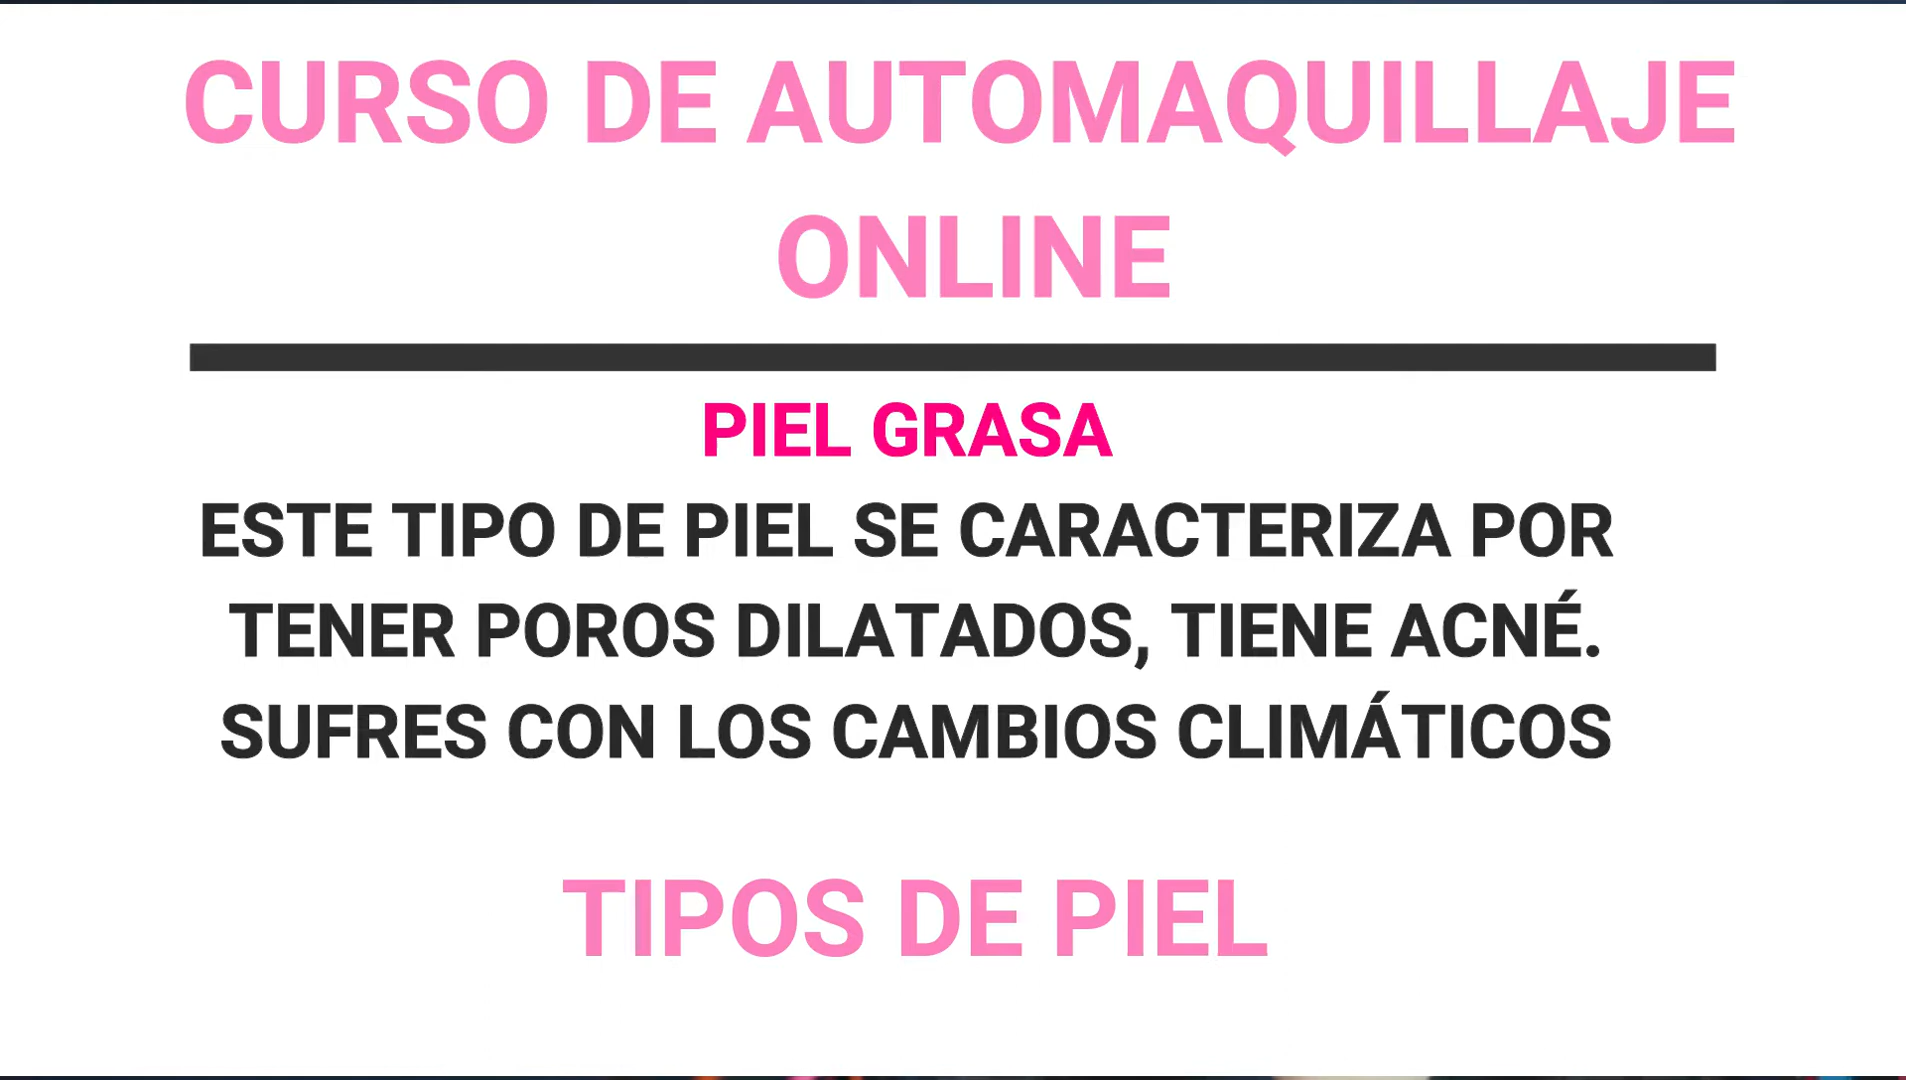 CURSO DE AUTOMAQUILLAJE
ONLINE
PIEL GRASA
ESTE TIPO DE PIEL SE CARACTERIZA POR
TENER POROS DILATADOS, TIENE ACNÉ.
SUFRES CON LOS CAMBIOS CLIMÁTICOS
TIPOS DE PIEL